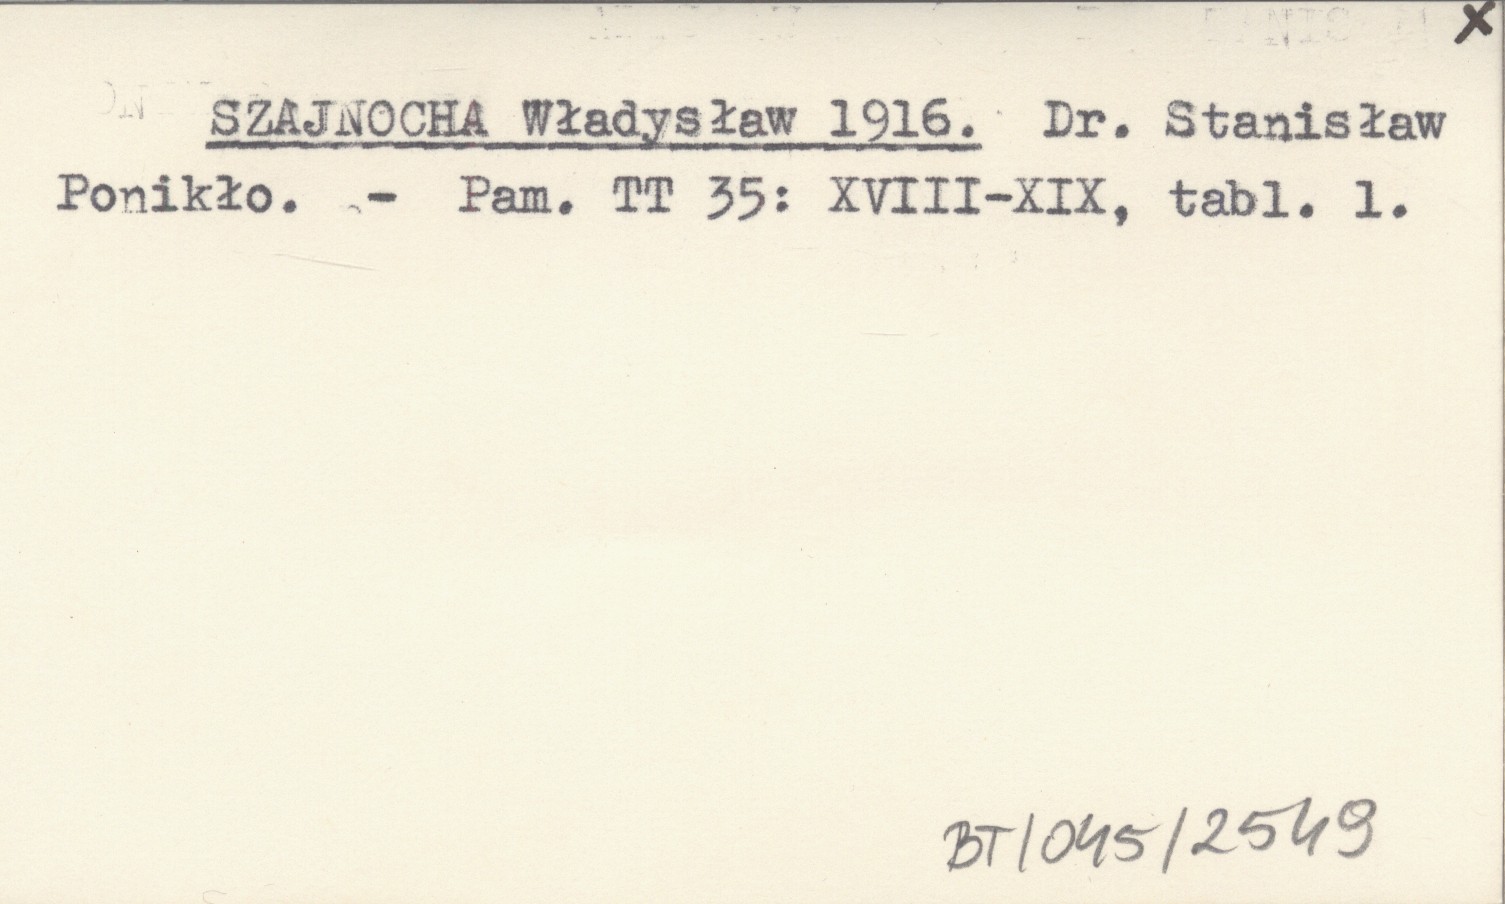 x
SZAJNOCHA Władysław 1916. Dr. Stanisław
Ponikło. - Pam. TT 35: XVIII-XIX, tabl. 1.
BT/045/2549